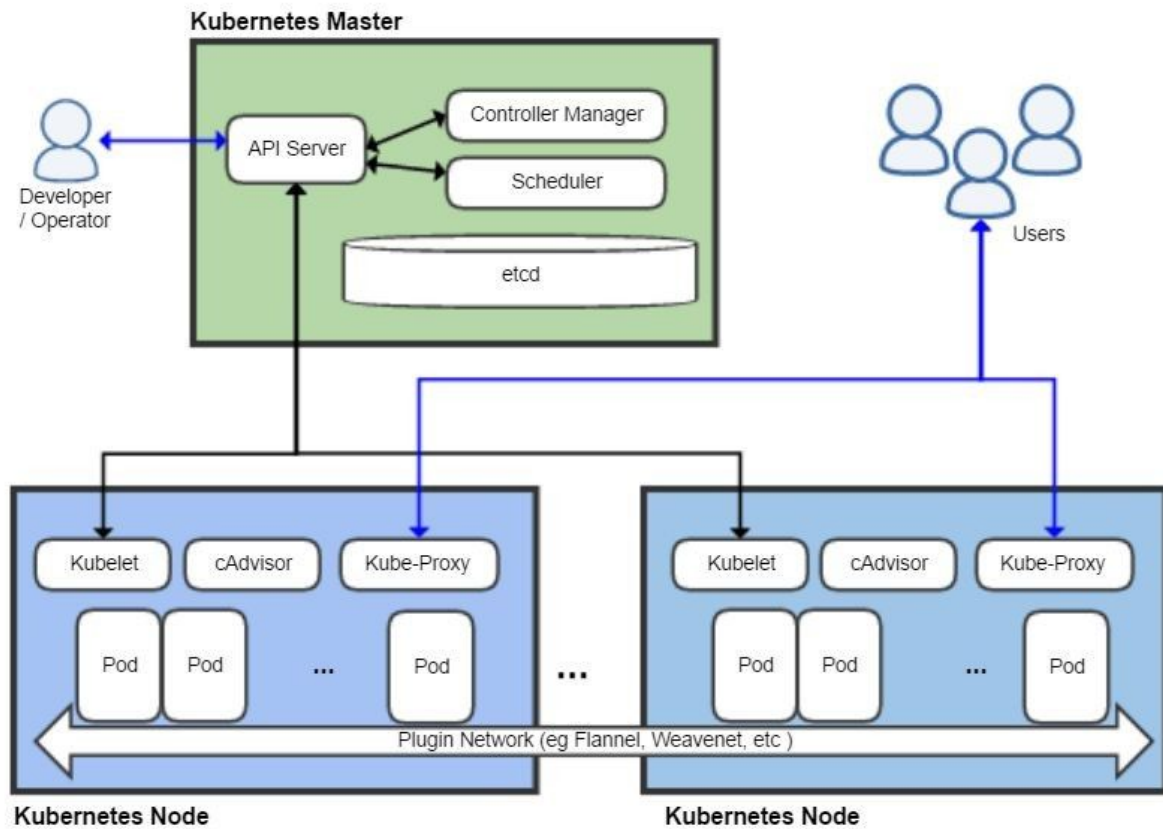 Kubernetes Master
API Server
Controller Manager
Scheduler
etcd
Developer
/ Operator
Users
Kubelet
cAdvisor
Kube-Proxy
Pod
Pod
...
Pod
...
Kubelet
cAdvisor
Kube-Proxy
Pod
Pod
...
Pod
Plugin Network (eg Flannel, Weavenet, etc )
Kubernetes Node
Kubernetes Node